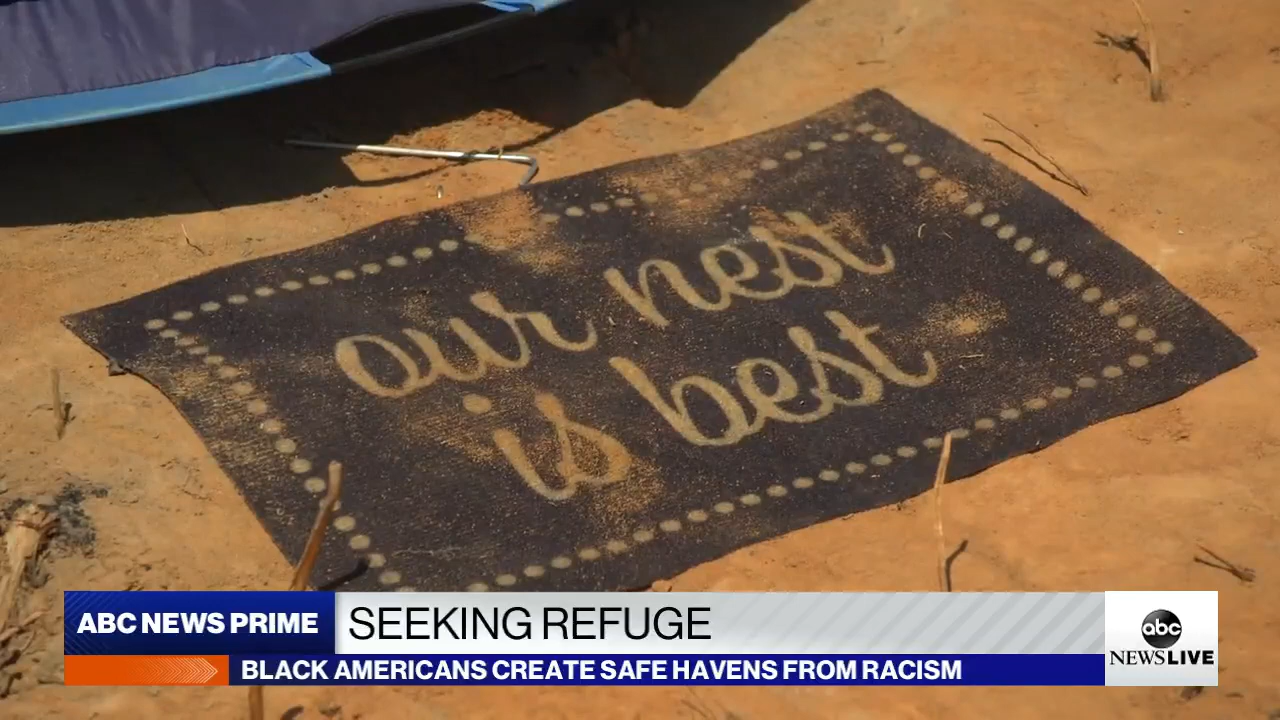 our nest
is best
ABC NEWS PRIME
SEEKING REFUGE
BLACK AMERICANS CREATE SAFE HAVENS FROM RACISM
abc
NEWSLIVE